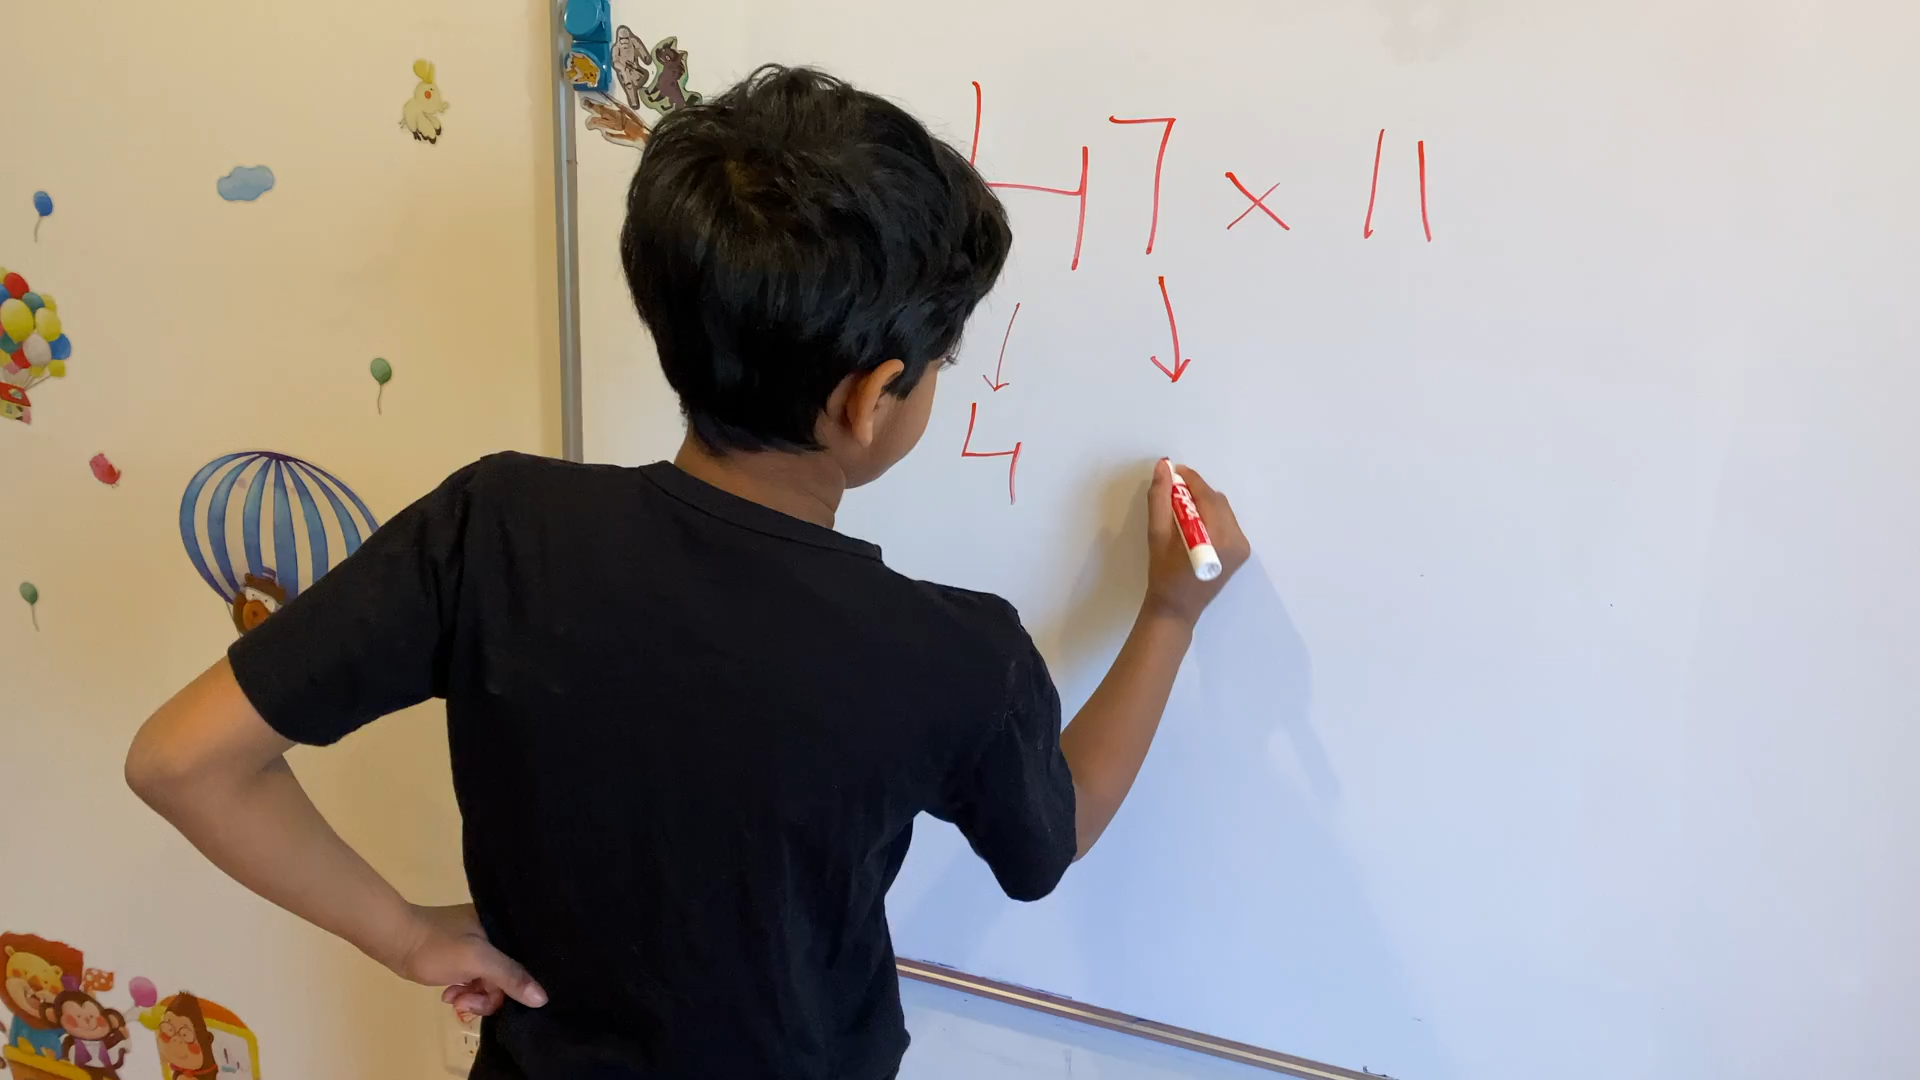 47 x 11
↓ ↓
4